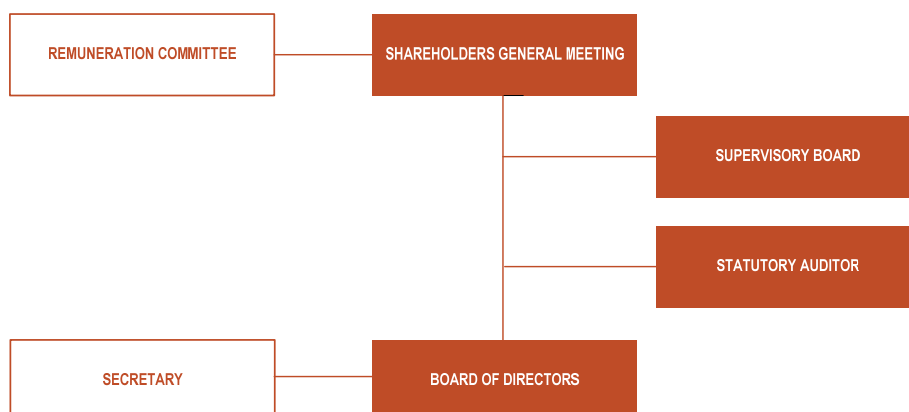 REMUNERATION COMMITTEE
SHAREHOLDERS GENERAL MEETING
SUPERVISORY BOARD
STATUTORY AUDITOR
SECRETARY
BOARD OF DIRECTORS